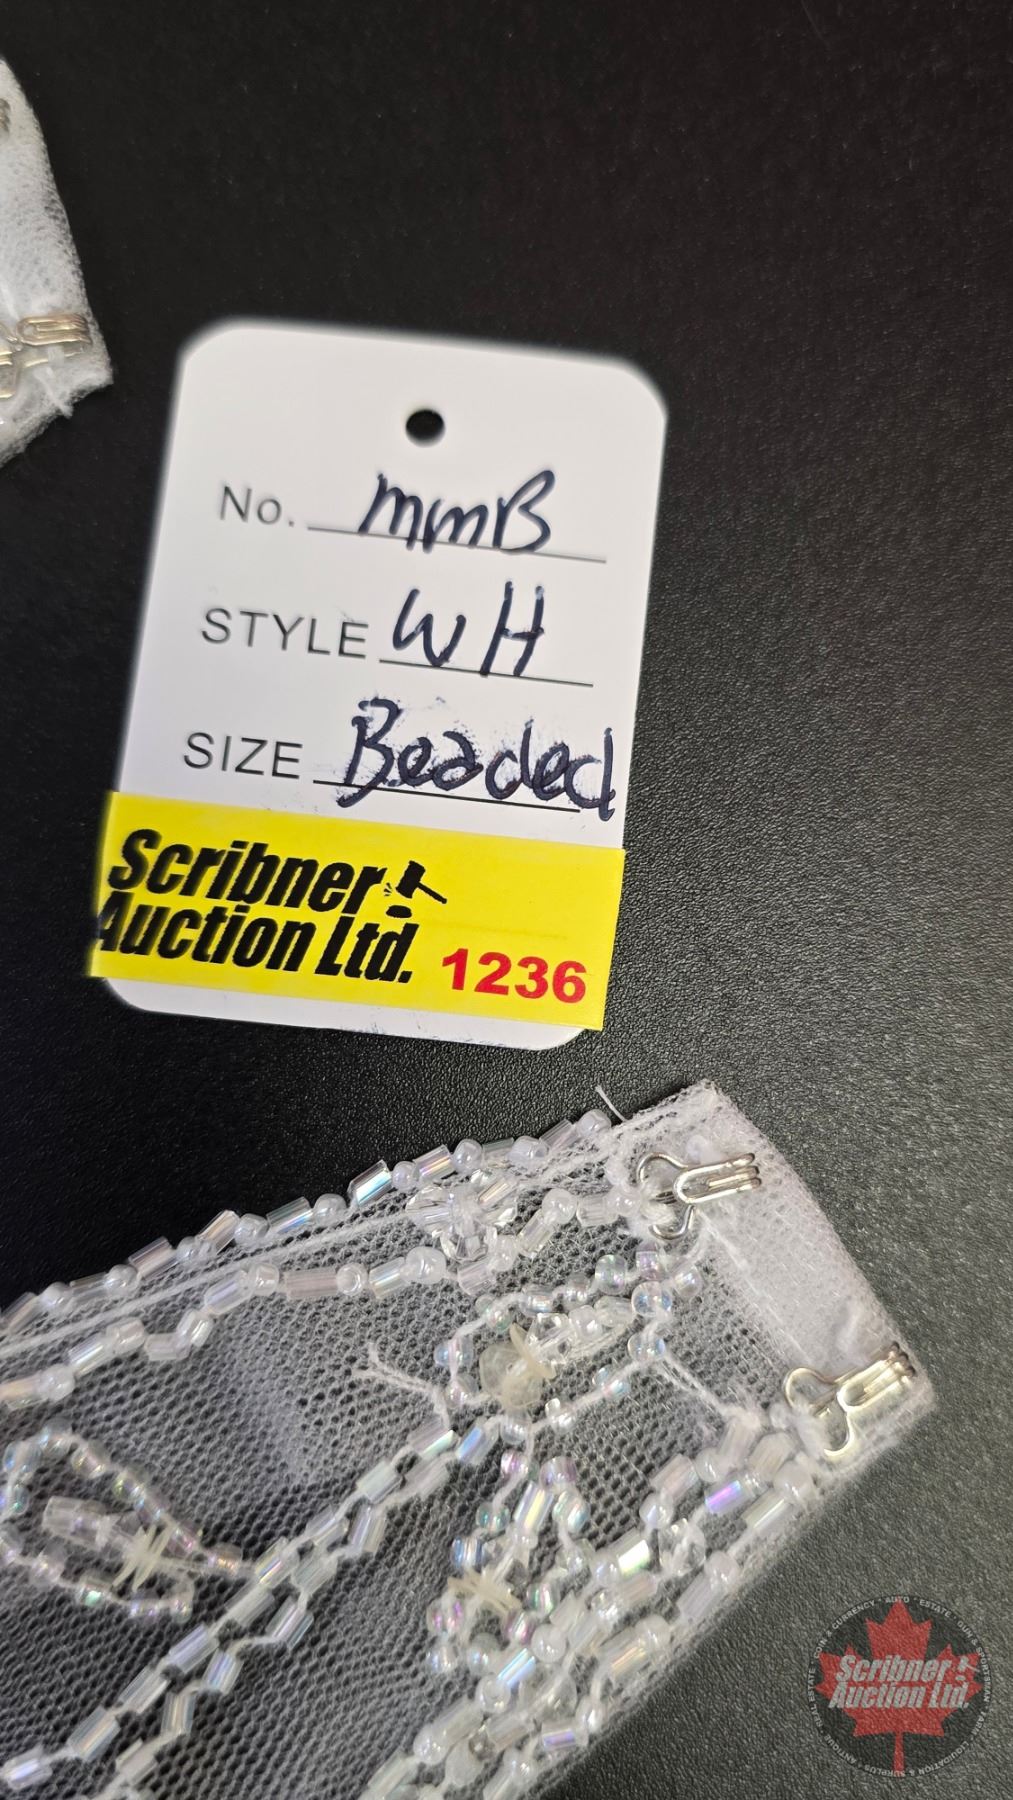 No. mmB
STYLE WH
SIZE Beaded
Scribner
Auction Ltd. 1236
Scribner
Auction Ltd.